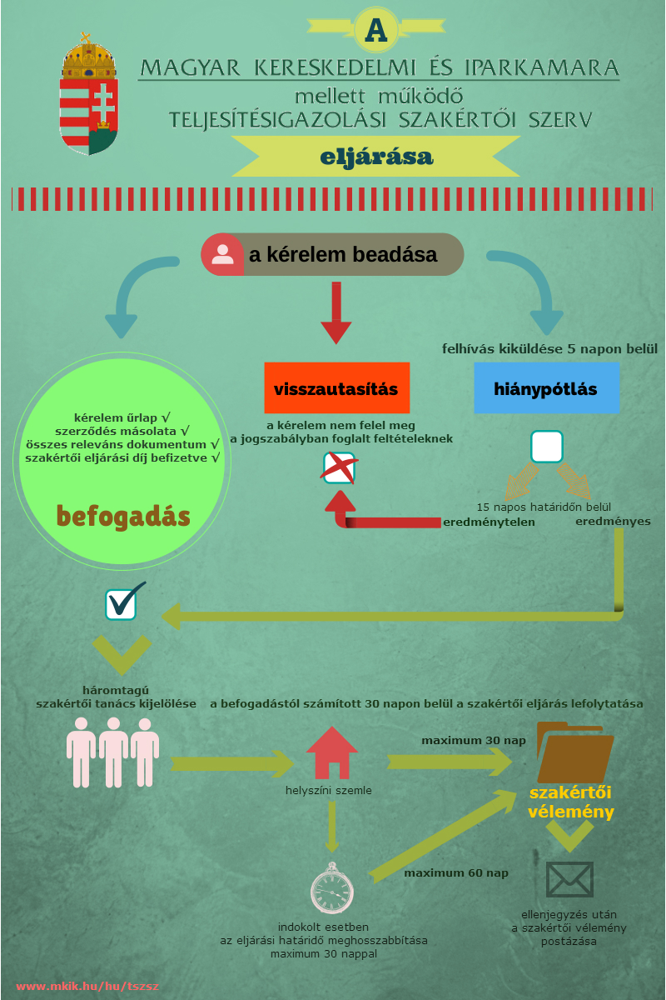 A
MAGYAR KERESKEDELMI ÉS IPARKAMARA
mellett működő
TELJESÍTÉSIGAZOLÁSI SZAKÉRTŐI SZERV
eljárása
a kérelem beadása
felhívás kiküldése 5 napon belül
visszautasítás
hiánypótlás
a kérelem nem felel meg
a jogszabályban foglalt feltételeknek
kérelem űrlap √
szerződés másolata √
összes releváns dokumentum √
szakértői eljárási díj befizetve √
befogadás
15 napos határidőn belül
eredménytelen
eredményes
háromtagú
szakértői tanács kijelölése
a befogadástól számított 30 napon belül a szakértői eljárás lefolytatása
maximum 30 nap
helyszíni szemle
szakértői
vélemény
maximum 60 nap
indokolt esetben
az eljárási határidő meghosszabbítása
maximum 30 nappal
ellenjegyzés után
a szakértői vélemény
postázása
www.mkik.hu/hu/tszsz